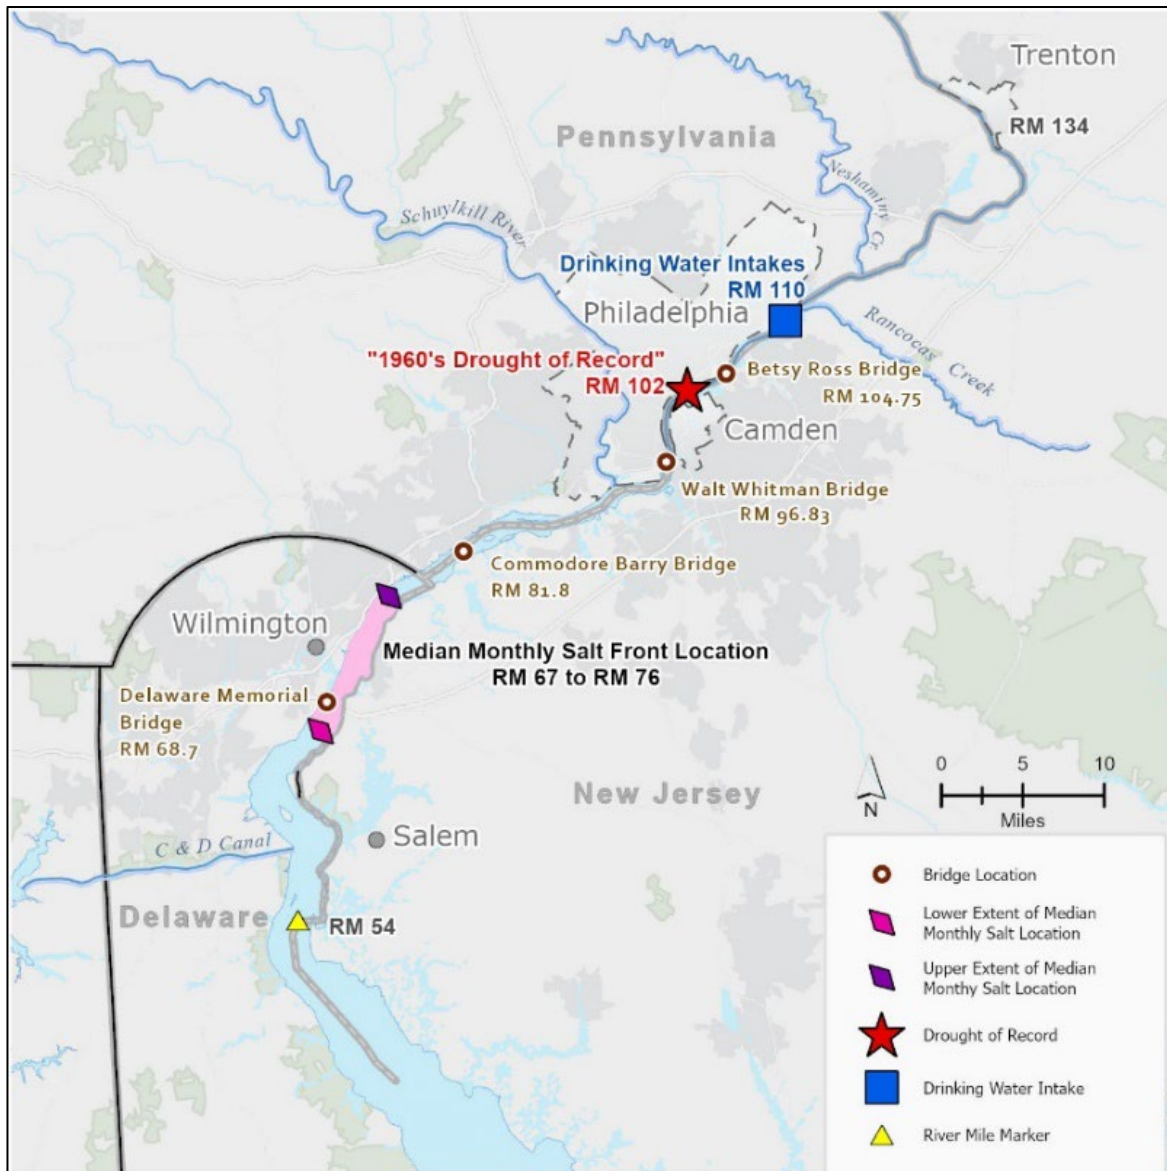 Trenton
RM 134
Pennsylvania
Neshaminy Cr.
Schuylkill River
Drinking Water Intakes
RM 110
Philadelphia
Rancocas Creek
"1960's Drought of Record"
RM 102
Betsy Ross Bridge
RM 104.75
Camden
Walt Whitman Bridge
RM 96.83
Commodore Barry Bridge
RM 81.8
Wilmington
Median Monthly Salt Front Location
RM 67 to RM 76
Delaware Memorial
Bridge
RM 68.7
New Jersey
N
0 5 10
Miles
Salem
C & D Canal
Delaware
RM 54
Bridge Location
Lower Extent of Median
Monthly Salt Location
Upper Extent of Median
Monthy Salt Location
Drought of Record
Drinking Water Intake
River Mile Marker